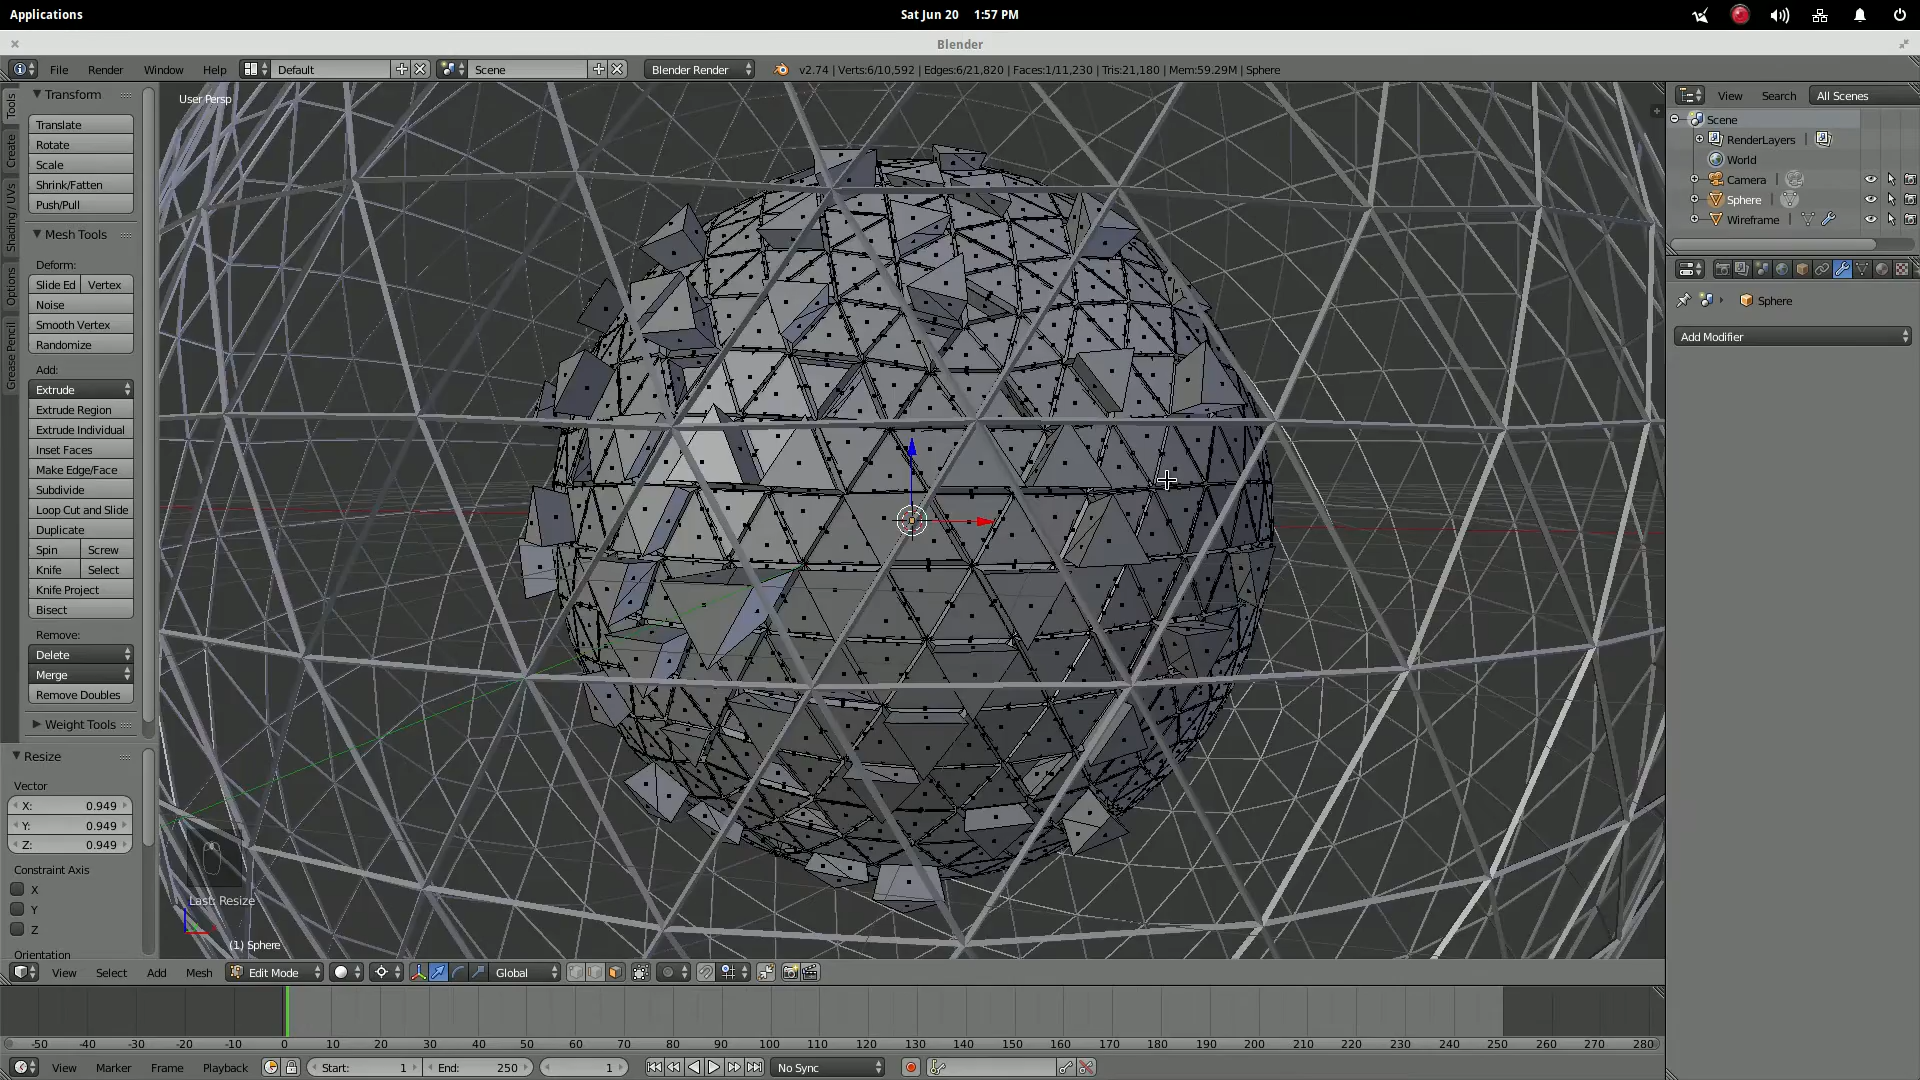 Applications
Sat Jun 20 1:57 PM
Blender
File Render Window Help Default Scene Blender Render v2.74 | Verts:6/10,592 | Edges:6/21,820 | Faces:1/11,230 | Tris:21,180 | Mem:59.29M | Sphere
Tools
Create
Shading / UVs
Options
Grease Pencil
Transform
Translate
Rotate
Scale
Shrink/Fatten
Push/Pull
Mesh Tools
Deform:
Slide Ed Vertex
Noise
Smooth Vertex
Randomize
Add:
Extrude
Extrude Region
Extrude Individual
Inset Faces
Make Edge/Face
Subdivide
Loop Cut and Slide
Duplicate
Spin Screw
Knife Select
Knife Project
Bisect
Remove:
Delete
Merge
Remove Doubles
Weight Tools
Resize
Vector
X: 0.949
Y: 0.949
Z: 0.949
Constraint Axis
X
Y
Z
Orientation
User Persp
Last: Resize
(1) Sphere
View Search All Scenes
Scene
RenderLayers
World
Camera
Sphere
Wireframe
Sphere
Add Modifier
View Select Add Mesh Edit Mode Global
-50 -40 -30 -20 -10 0 10 20 30 40 50 60 70 80 90 100 110 120 130 140 150 160 170 180 190 200 210 220 230 240 250 260 270 280
View Marker Frame Playback Start: 1 End: 250 1 No Sync